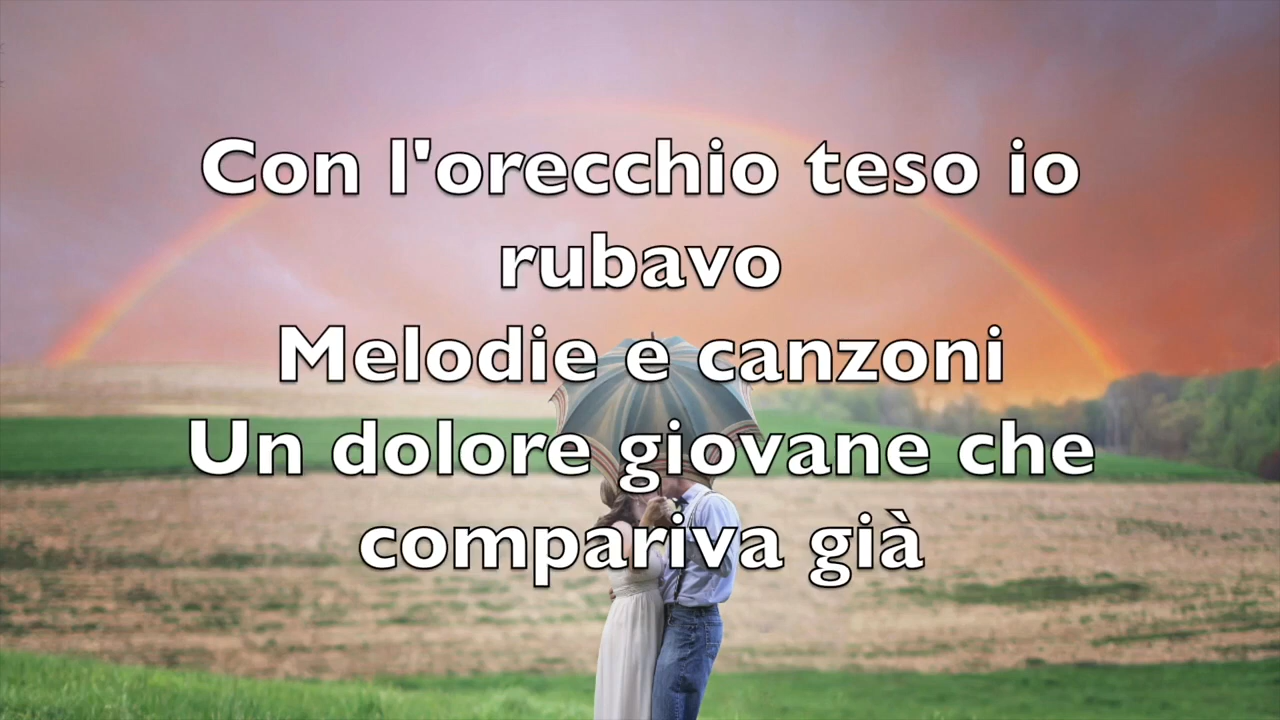 Con l'orecchio teso io
rubavo
Melodie e canzoni
Un dolore giovane che
compariva già